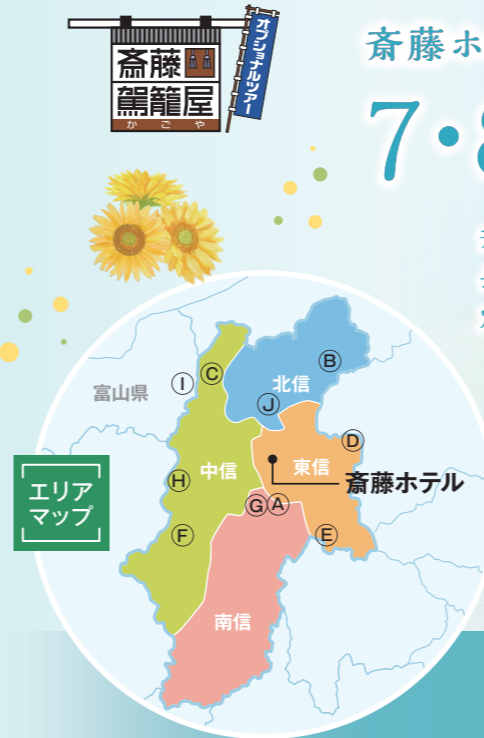 斎藤
駕籠屋
かごや
オプショナルツアー
斎藤ホ
7・8
富山県
Ⓘ
Ⓒ
北信
Ⓑ
Ⓙ
Ⓓ
エリア
マップ
Ⓗ
中信
東信
斎藤ホテル
Ⓖ
Ⓐ
Ⓕ
Ⓔ
南信